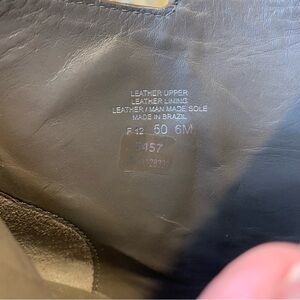 LEATHER UPPER
LEATHER LINING
LEATHER / MAN MADE SOLE
MADE IN BRAZIL
50 6M